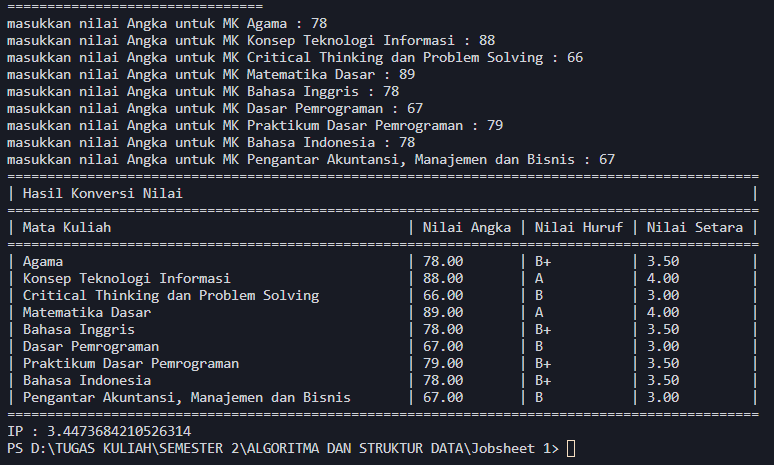 ================================
masukkan nilai Angka untuk MK Agama : 78
masukkan nilai Angka untuk MK Konsep Teknologi Informasi : 88
masukkan nilai Angka untuk MK Critical Thinking dan Problem Solving : 66
masukkan nilai Angka untuk MK Matematika Dasar : 89
masukkan nilai Angka untuk MK Bahasa Inggris : 78
masukkan nilai Angka untuk MK Dasar Pemrograman : 67
masukkan nilai Angka untuk MK Praktikum Dasar Pemrograman : 79
masukkan nilai Angka untuk MK Bahasa Indonesia : 78
masukkan nilai Angka untuk MK Pengantar Akuntansi, Manajemen dan Bisnis : 67
==============================================================================================
| Hasil Konversi Nilai                                                                       |
==============================================================================================
| Mata Kuliah                                     | Nilai Angka | Nilai Huruf | Nilai Setara |
==============================================================================================
| Agama                                           | 78.00       | B+          | 3.50         |
| Konsep Teknologi Informasi                      | 88.00       | A           | 4.00         |
| Critical Thinking dan Problem Solving           | 66.00       | B           | 3.00         |
| Matematika Dasar                                | 89.00       | A           | 4.00         |
| Bahasa Inggris                                  | 78.00       | B+          | 3.50         |
| Dasar Pemrograman                               | 67.00       | B           | 3.00         |
| Praktikum Dasar Pemrograman                     | 79.00       | B+          | 3.50         |
| Bahasa Indonesia                                | 78.00       | B+          | 3.50         |
| Pengantar Akuntansi, Manajemen dan Bisnis       | 67.00       | B           | 3.00         |
==============================================================================================
IP : 3.4473684210526314
PS D:\TUGAS KULIAH\SEMESTER 2\ALGORITMA DAN STRUKTUR DATA\Jobsheet 1>